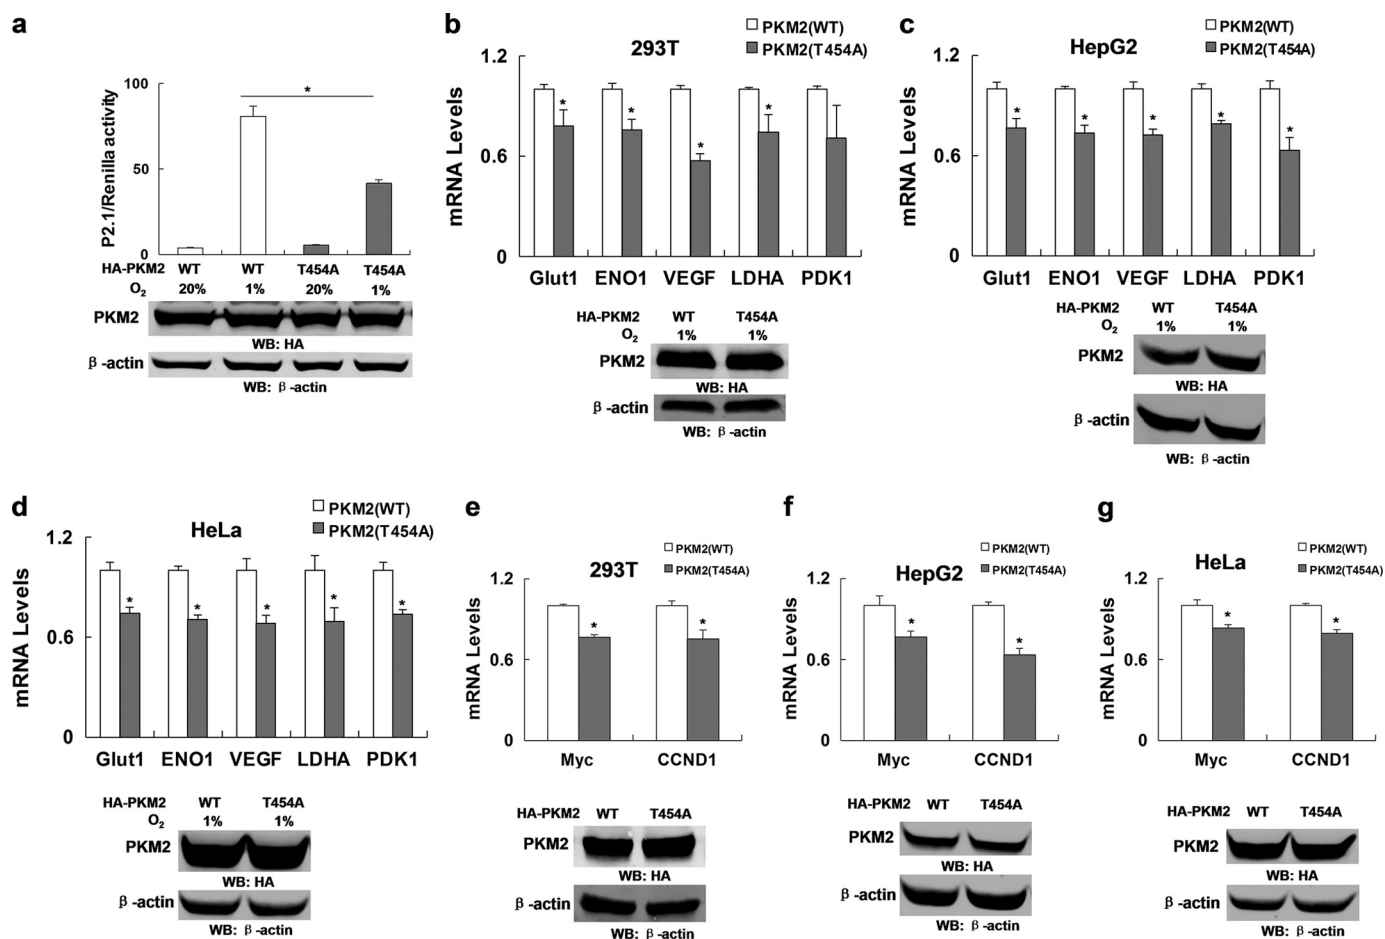 a
P2.1/Renilla activity
100
50
0
*
HA-PKM2 WT WT T454A T454A
O2 20% 1% 20% 1%
PKM2
WB: HA
β-actin
WB: β-actin
b
293T
PKM2(WT)
PKM2(T454A)
mRNA Levels
1.2
0.6
0
* * * *
Glut1 ENO1 VEGF LDHA PDK1
HA-PKM2 WT T454A
O2 1% 1%
PKM2
WB: HA
β-actin
WB: β-actin
c
HepG2
PKM2(WT)
PKM2(T454A)
mRNA Levels
1.2
0.6
0
* * * * *
Glut1 ENO1 VEGF LDHA PDK1
HA-PKM2 WT T454A
O2 1% 1%
PKM2
WB: HA
β-actin
WB: β-actin
d
HeLa
PKM2(WT)
PKM2(T454A)
mRNA Levels
1.2
0.6
0
* * * * *
Glut1 ENO1 VEGF LDHA PDK1
HA-PKM2 WT T454A
O2 1% 1%
PKM2
WB: HA
β-actin
WB: β-actin
e
293T
PKM2(WT)
PKM2(T454A)
mRNA Levels
1.2
0.6
0
* *
Myc CCND1
HA-PKM2 WT T454A
PKM2
WB: HA
β-actin
WB: β-actin
f
HepG2
PKM2(WT)
PKM2(T454A)
mRNA Levels
1.2
0.6
0
* *
Myc CCND1
HA-PKM2 WT T454A
PKM2
WB: HA
β-actin
WB: β-actin
g
HeLa
PKM2(WT)
PKM2(T454A)
mRNA Levels
1.2
0.6
0
* *
Myc CCND1
HA-PKM2 WT T454A
PKM2
WB: HA
β-actin
WB: β-actin